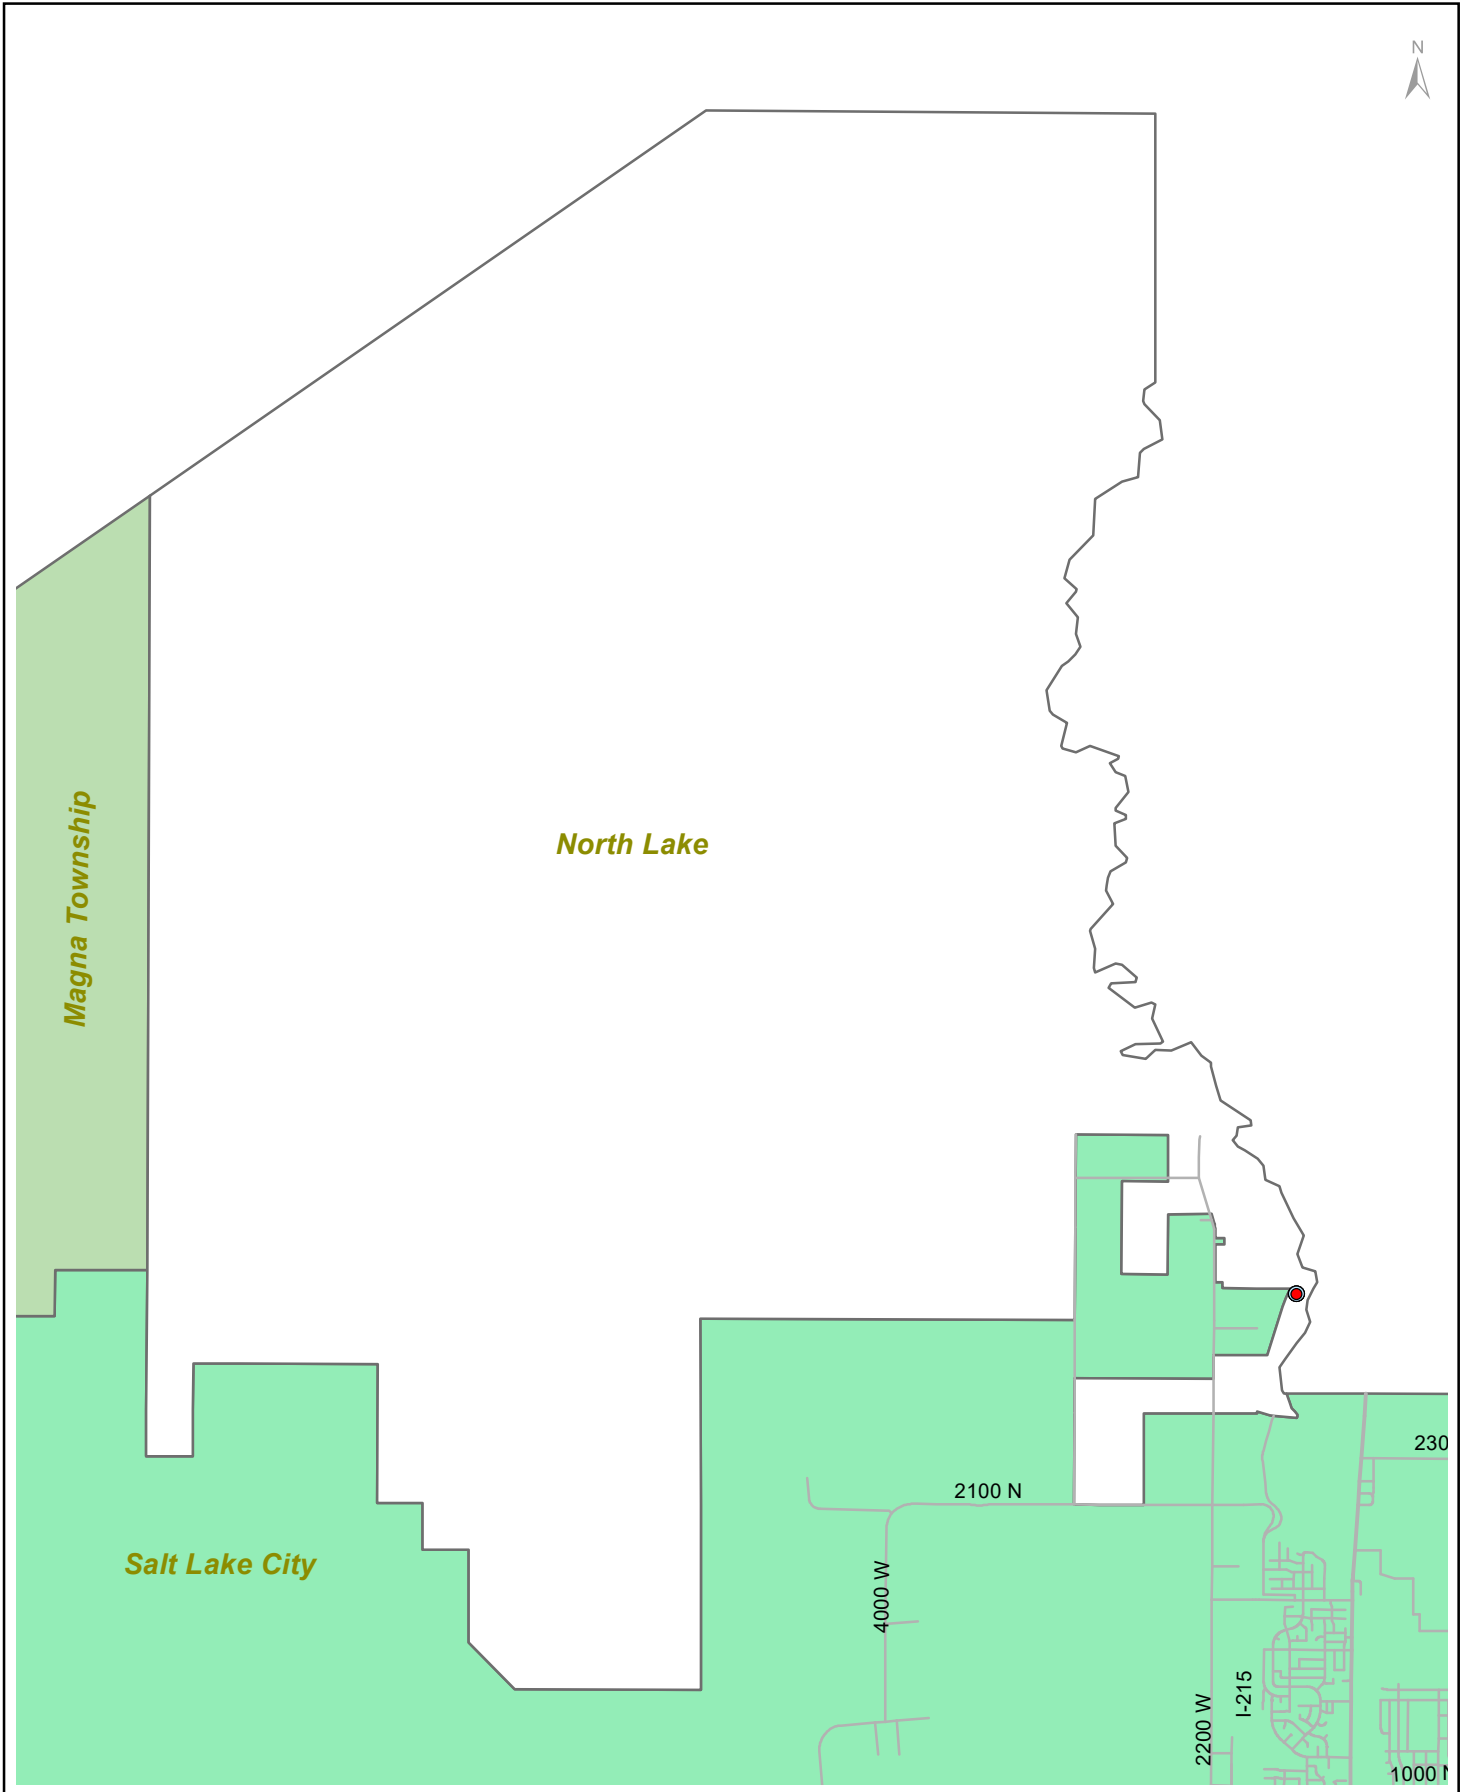 N
Magna Township
North Lake
230
2100 N
Salt Lake City
4000 W
I-215
2200 W
1000 N